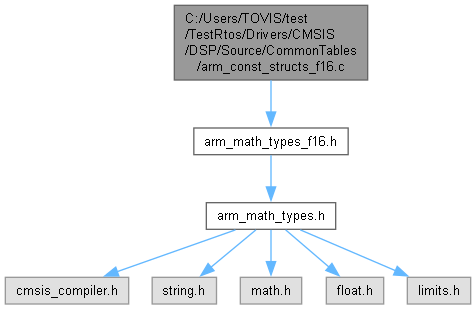 C:/Users/TOVIS/test
/TestRtos/Drivers/CMSIS
/DSP/Source/CommonTables
/arm_const_structs_f16.c
arm_math_types_f16.h
arm_math_types.h
cmsis_compiler.h
string.h
math.h
float.h
limits.h